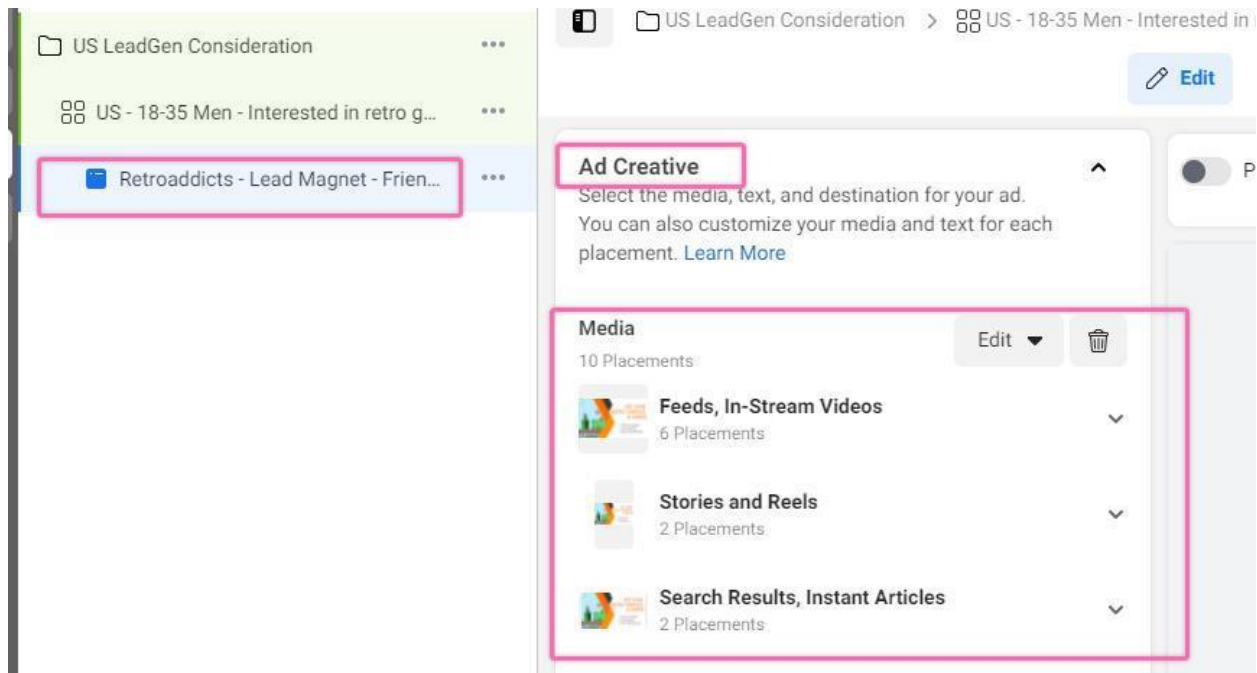 US LeadGen Consideration
US - 18-35 Men - Interested in retro g...
Retroaddicts - Lead Magnet - Frien...
US LeadGen Consideration > US - 18-35 Men - Interested in
Edit
Ad Creative
Select the media, text, and destination for your ad.
You can also customize your media and text for each
placement. Learn More
P
Media
10 Placements
Edit
Feeds, In-Stream Videos
6 Placements
Stories and Reels
2 Placements
Search Results, Instant Articles
2 Placements